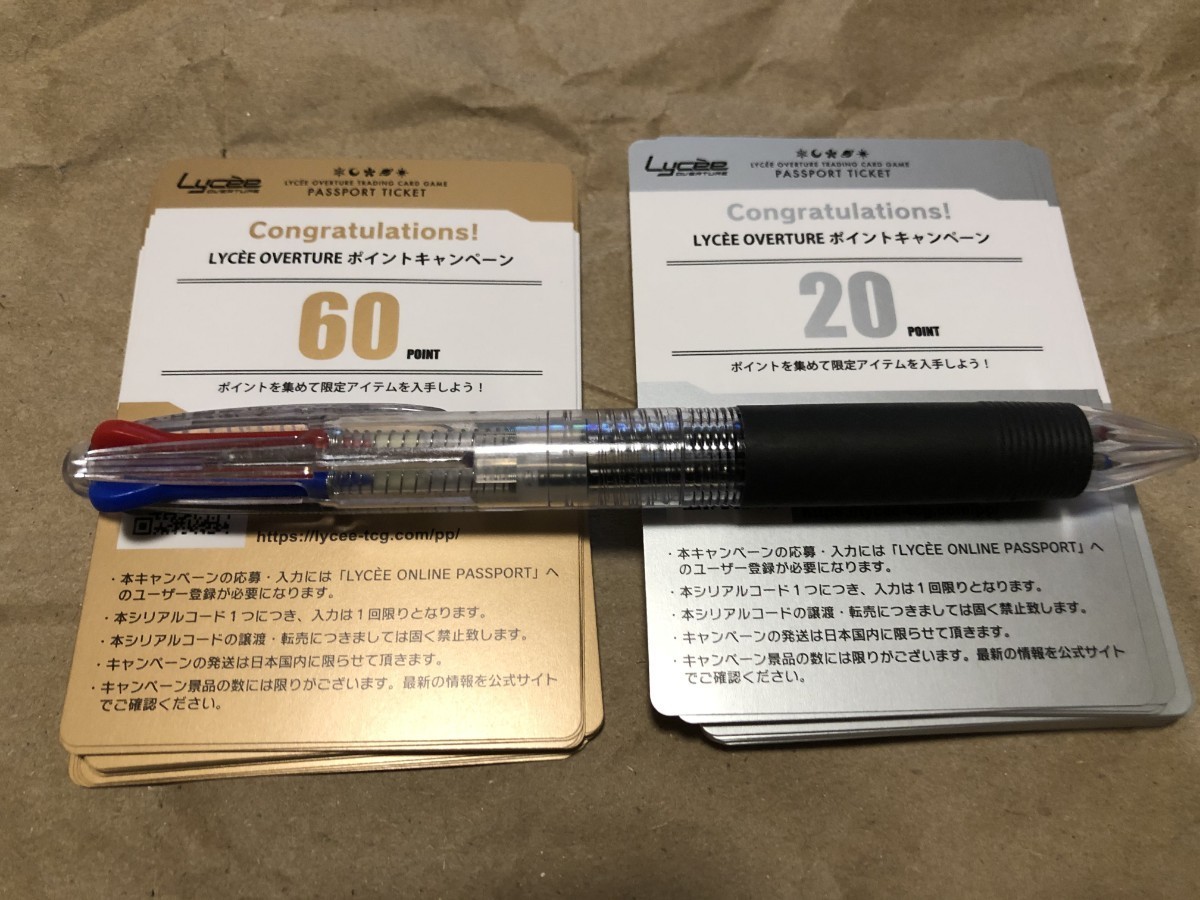 Lycèe
OVERTURE
LYCÈE OVERTURE TRADING CARD GAME
PASSPORT TICKET
Congratulations!
LYCÈE OVERTURE ポイントキャンペーン
60
POINT
ポイントを集めて限定アイテムを入手しよう!
https://lycee-tcg.com/pp/
・本キャンペーンの応募・入力には「LYCÈE ONLINE PASSPORT」へ
のユーザー登録が必要になります。
・本シリアルコード1つにつき、入力は1回限りとなります。
・本シリアルコードの譲渡・転売につきましては固く禁止致します。
・キャンペーンの発送は日本国内に限らせて頂きます。
・キャンペーン景品の数には限りがございます。最新の情報を公式サイト
でご確認ください。
Lycèe
OVERTURE
LYCÈE OVERTURE TRADING CARD GAME
PASSPORT TICKET
Congratulations!
LYCÈE OVERTURE ポイントキャンペーン
20
POINT
ポイントを集めて限定アイテムを入手しよう!
・本キャンペーンの応募・入力には「LYCÈE ONLINE PASSPORT」へ
のユーザー登録が必要になります。
・本シリアルコード1つにつき、入力は1回限りとなります。
・本シリアルコードの譲渡・転売につきましては固く禁止致します。
・キャンペーンの発送は日本国内に限らせて頂きます。
・キャンペーン景品の数には限りがございます。最新の情報を公式サイト
でご確認ください。